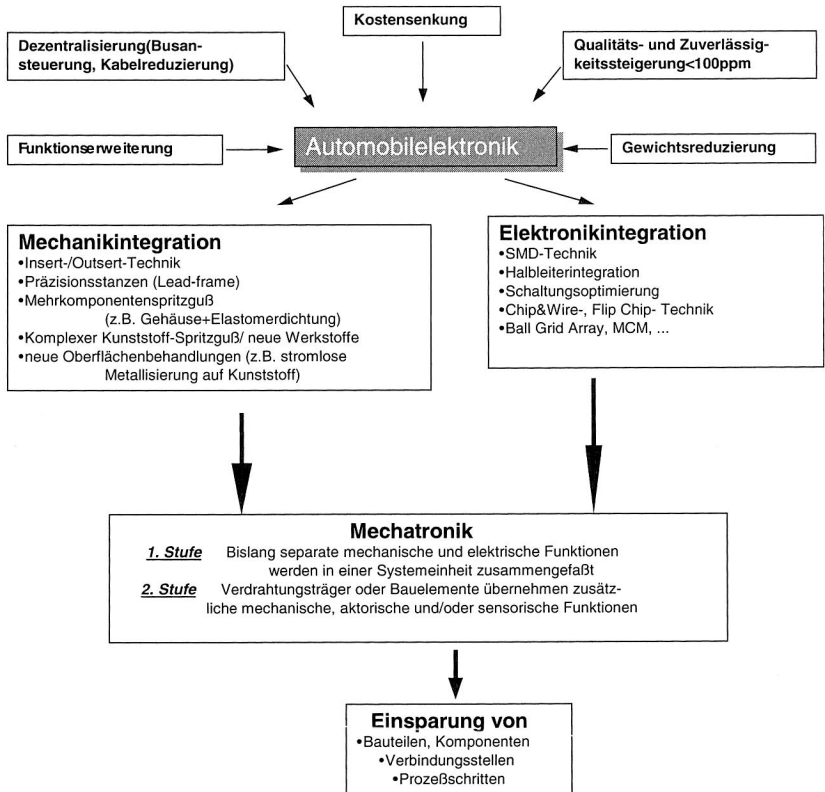 Kostensenkung
Dezentralisierung(Busan-
steuerung, Kabelreduzierung)
Qualitäts- und Zuverlässig-
keitssteigerung<100ppm
Funktionserweiterung
Automobilelektronik
Gewichtsreduzierung
Mechanikintegration
•Insert-/Outsert-Technik
•Präzisionsstanzen (Lead-frame)
•Mehrkomponentenspritzguß
(z.B. Gehäuse+Elastomerdichtung)
•Komplexer Kunststoff-Spritzguß/ neue Werkstoffe
•neue Oberflächenbehandlungen (z.B. stromlose
Metallisierung auf Kunststoff)
Elektronikintegration
•SMD-Technik
•Halbleiterintegration
•Schaltungsoptimierung
•Chip&Wire-, Flip Chip- Technik
•Ball Grid Array, MCM, ...
Mechatronik
1. Stufe Bislang separate mechanische und elektrische Funktionen
werden in einer Systemeinheit zusammengefaßt
2. Stufe Verdrahtungsträger oder Bauelemente übernehmen zusätz-
liche mechanische, aktorische und/oder sensorische Funktionen
Einsparung von
•Bauteilen, Komponenten
•Verbindungsstellen
•Prozeßschritten